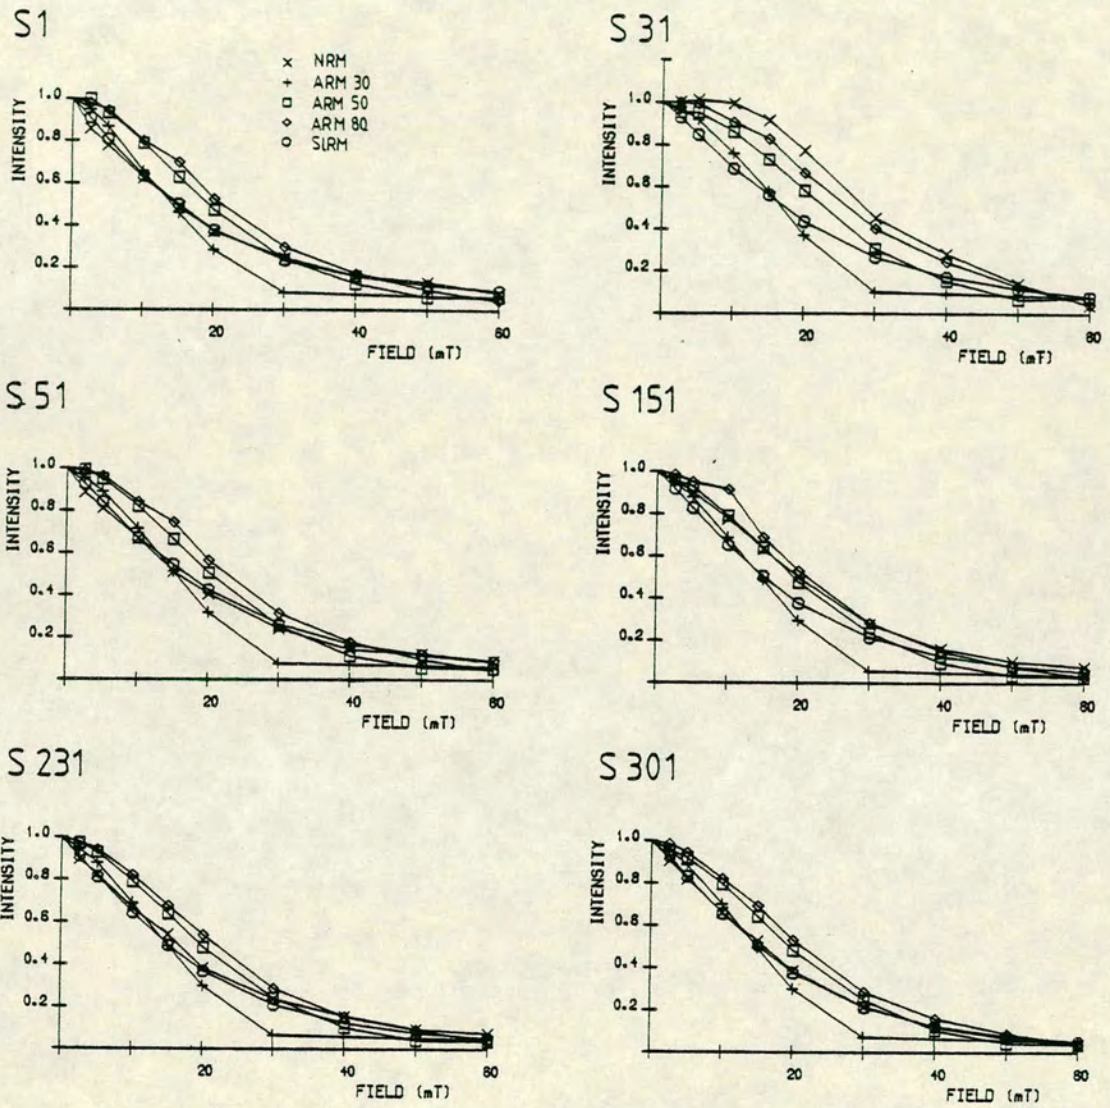 S1
INTENSITY
1.0
0.8
0.6
0.4
0.2
NRM
ARM 30
ARM 50
ARM 80
SIRM
20 40 60
FIELD (mT)
S 31
INTENSITY
1.0
0.8
0.6
0.4
0.2
20 40 60
FIELD (mT)
S 51
INTENSITY
1.0
0.8
0.6
0.4
0.2
20 40 60
FIELD (mT)
S 151
INTENSITY
1.0
0.8
0.6
0.4
0.2
20 40 60
FIELD (mT)
S 231
INTENSITY
1.0
0.8
0.6
0.4
0.2
20 40 60
FIELD (mT)
S 301
INTENSITY
1.0
0.8
0.6
0.4
0.2
20 40 60
FIELD (mT)